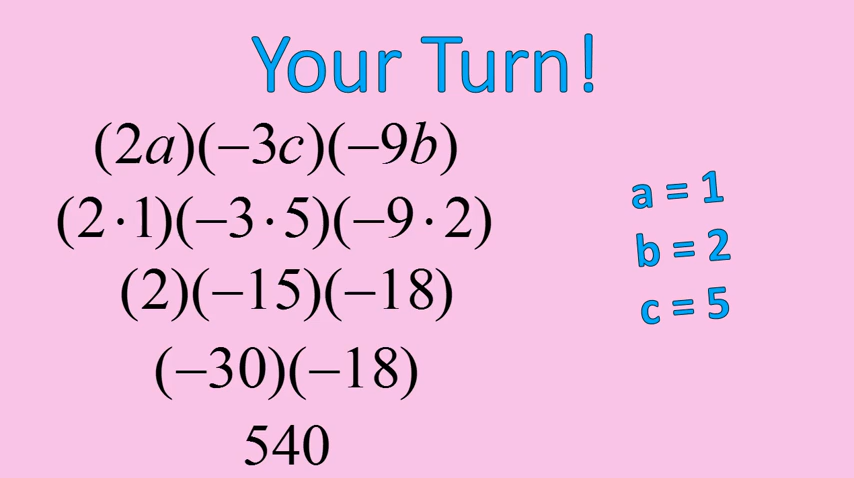 Your Turn!
(2a)(−3c)(−9b)
(2·1)(−3·5)(−9·2)
(2)(−15)(−18)
(−30)(−18)
540
a = 1
b = 2
c = 5